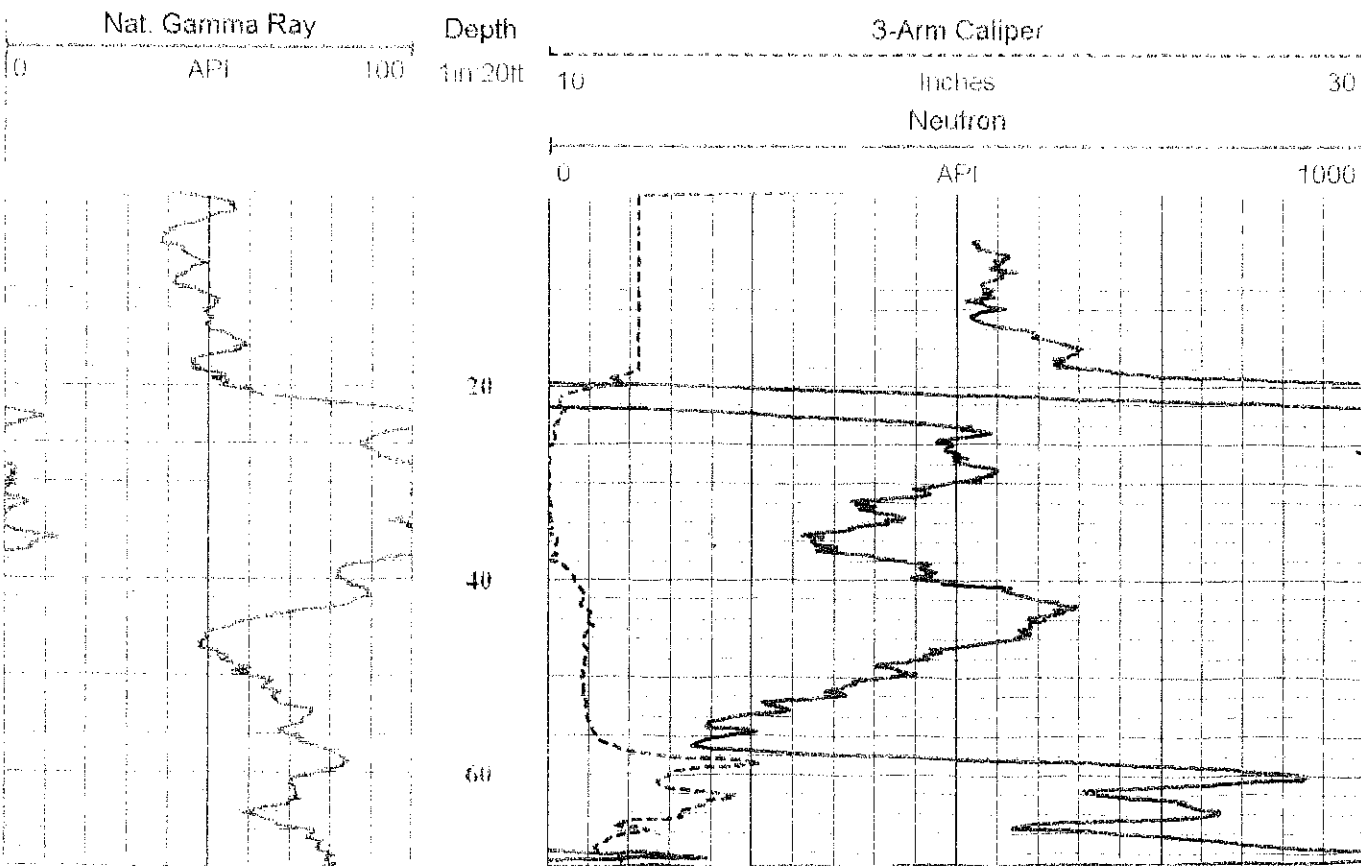 Nat. Gamma Ray Depth 3-Arm Caliper
0 API 100 1in:20ft 10 Inches 30
Neutron
0 API 1000
20
40
60